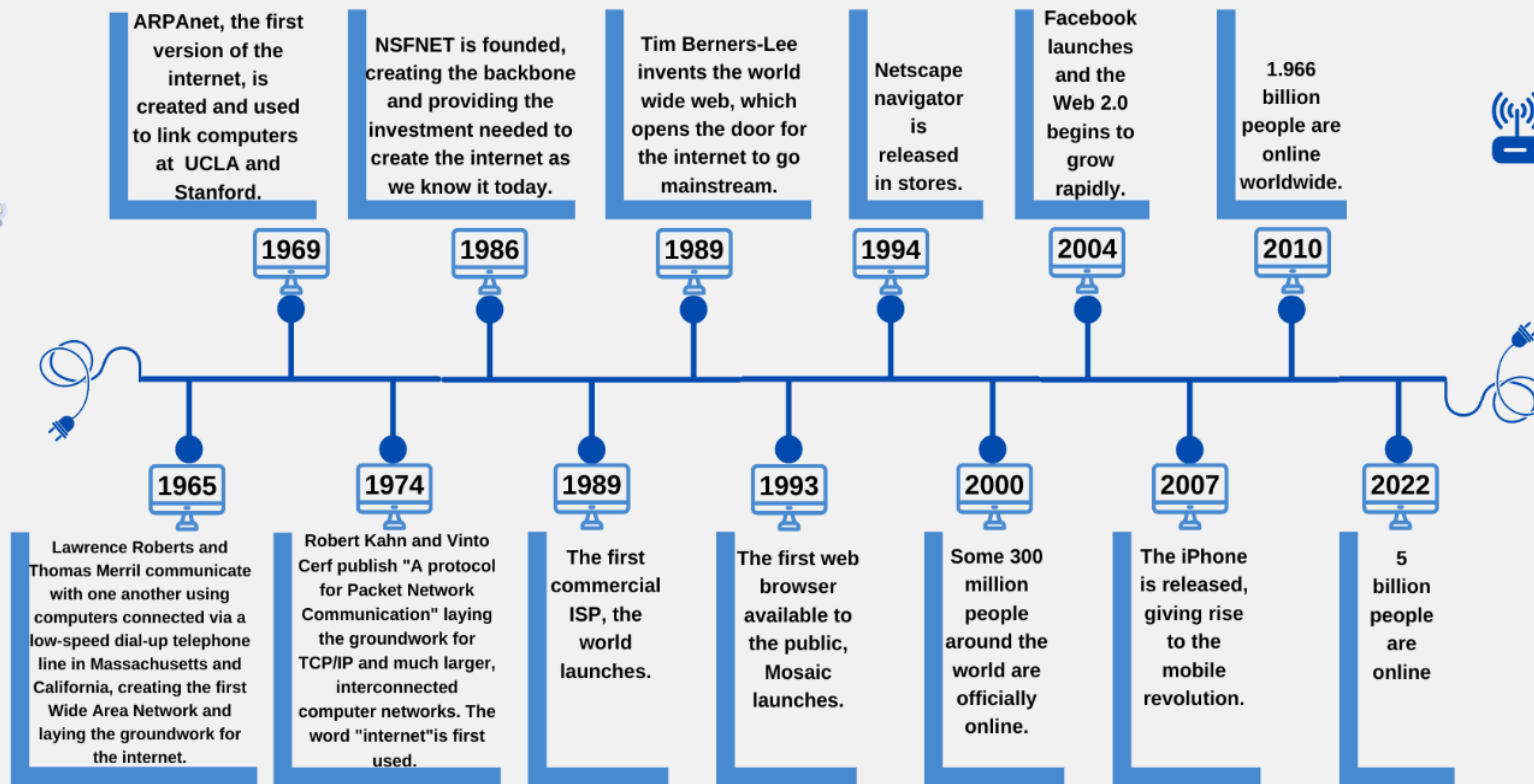 ARPAnet, the first
version of the
internet, is
created and used
to link computers
at UCLA and
Stanford.
NSFNET is founded,
creating the backbone
and providing the
investment needed to
create the internet as
we know it today.
Tim Berners-Lee
invents the world
wide web, which
opens the door for
the internet to go
mainstream.
Netscape
navigator
is
released
in stores.
Facebook
launches
and the
Web 2.0
begins to
grow
rapidly.
1.966
billion
people are
online
worldwide.
1969
1986
1989
1994
2004
2010
1965
1974
1989
1993
2000
2007
2022
Lawrence Roberts and
Thomas Merril communicate
with one another using
computers connected via a
low-speed dial-up telephone
line in Massachusetts and
California, creating the first
Wide Area Network and
laying the groundwork for
the internet.
Robert Kahn and Vinto
Cerf publish "A protocol
for Packet Network
Communication" laying
the groundwork for
TCP/IP and much larger,
interconnected
computer networks. The
word "internet"is first
used.
The first
commercial
ISP, the
world
launches.
The first web
browser
available to
the public,
Mosaic
launches.
Some 300
million
people
around the
world are
officially
online.
The iPhone
is released,
giving rise
to the
mobile
revolution.
5
billion
people
are
online